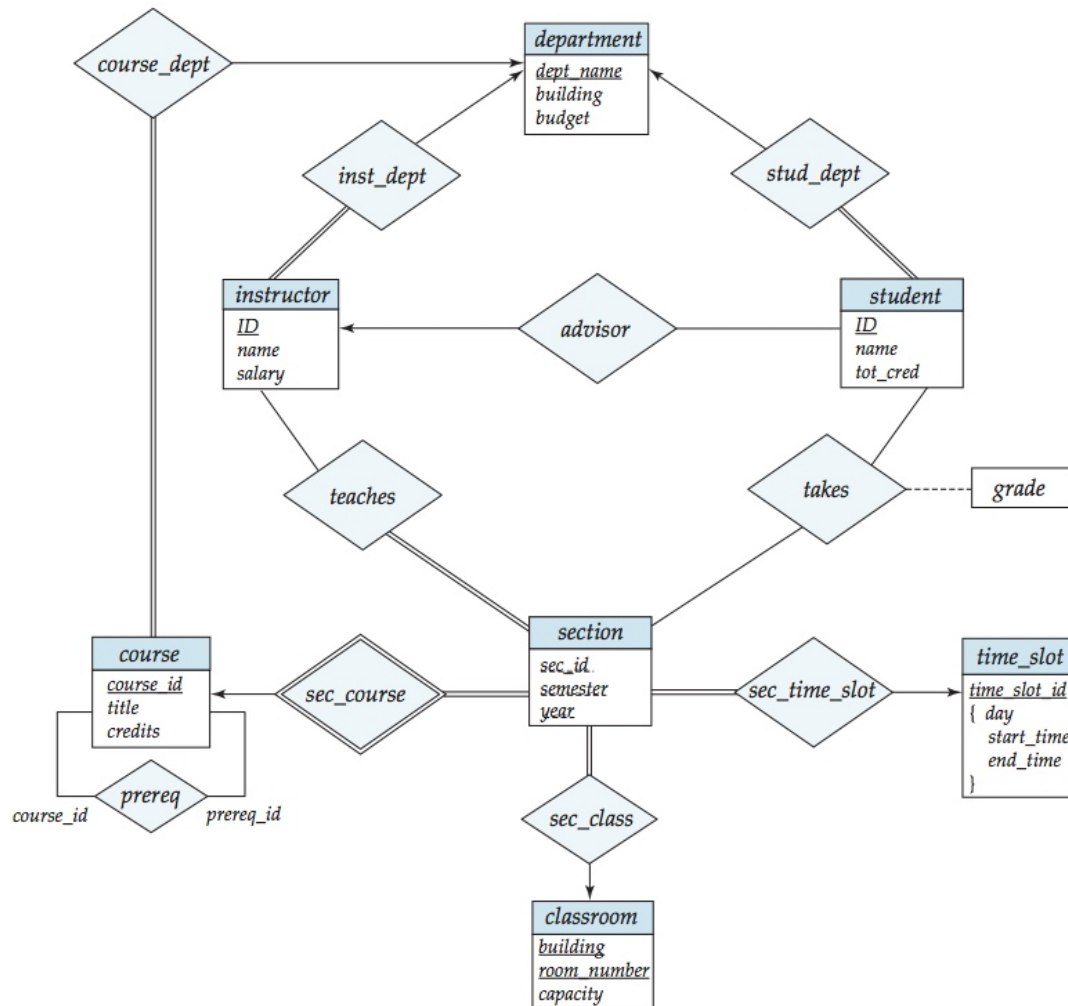 department
course_dept
dept_name
building
budget
inst_dept
stud_dept
instructor
ID
name
salary
advisor
student
ID
name
tot_cred
teaches
takes
grade
section
sec_id
semester
year
course
course_id
title
credits
sec_course
sec_time_slot
time_slot
time_slot_id
{ day
start_time
end_time
}
prereq
course_id
prereq_id
sec_class
classroom
building
room_number
capacity